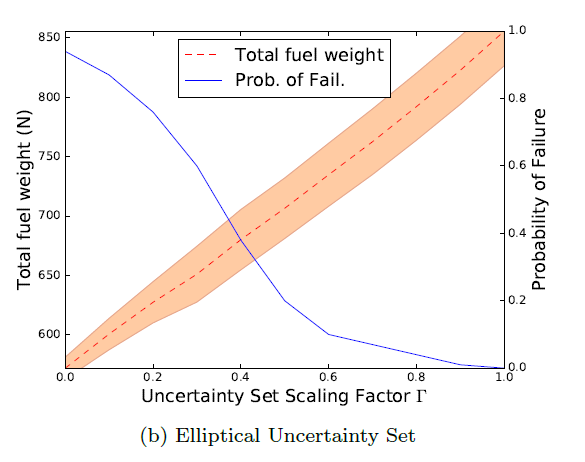 Total fuel weight
Prob. of Fail.
850
800
750
700
650
600
Total fuel weight (N)
1.0
0.8
0.6
0.4
0.2
0.0
Probability of Failure
0.0 0.2 0.4 0.6 0.8 1.0
Uncertainty Set Scaling Factor Γ
(b) Elliptical Uncertainty Set